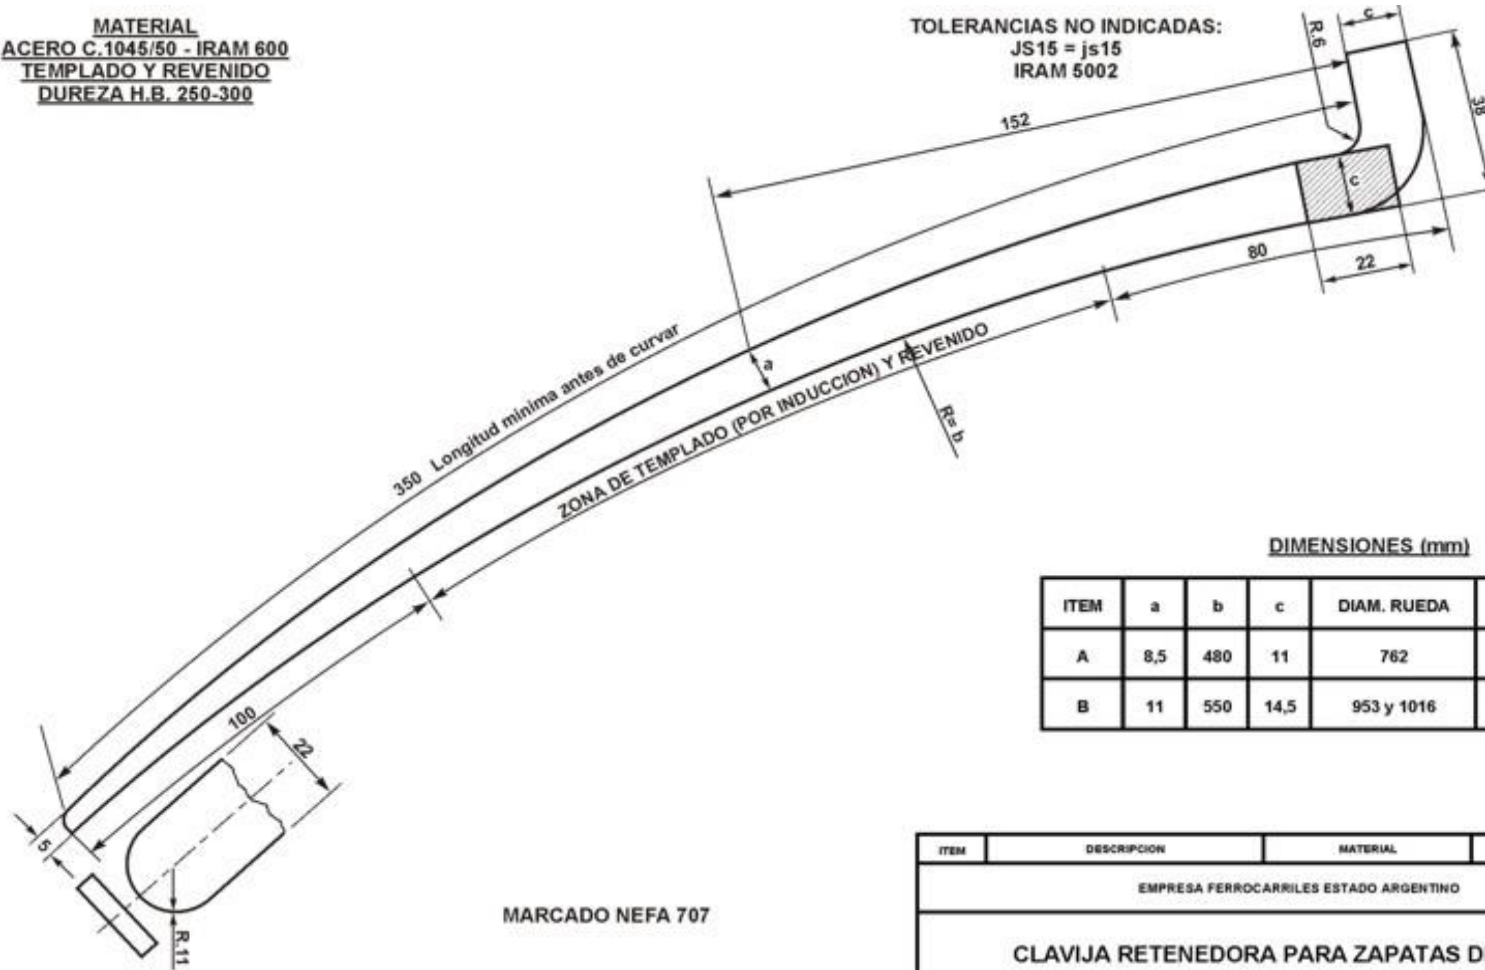 MATERIAL
ACERO C.1045/50 - IRAM 600
TEMPLADO Y REVENIDO
DUREZA H.B. 250-300
TOLERANCIAS NO INDICADAS:
JS15 = js15
IRAM 5002
R.6
c
38
152
c
80
22
350 Longitud minima antes de curvar
a
ZONA DE TEMPLADO (POR INDUCCION) Y REVENIDO
R= b
100
22
5
R.11
DIMENSIONES (mm)
ITEM a b c DIAM. RUEDA
A 8,5 480 11 762
B 11 550 14,5 953 y 1016
MARCADO NEFA 707
ITEM DESCRIPCION MATERIAL
EMPRESA FERROCARRILES ESTADO ARGENTINO
CLAVIJA RETENEDORA PARA ZAPATAS